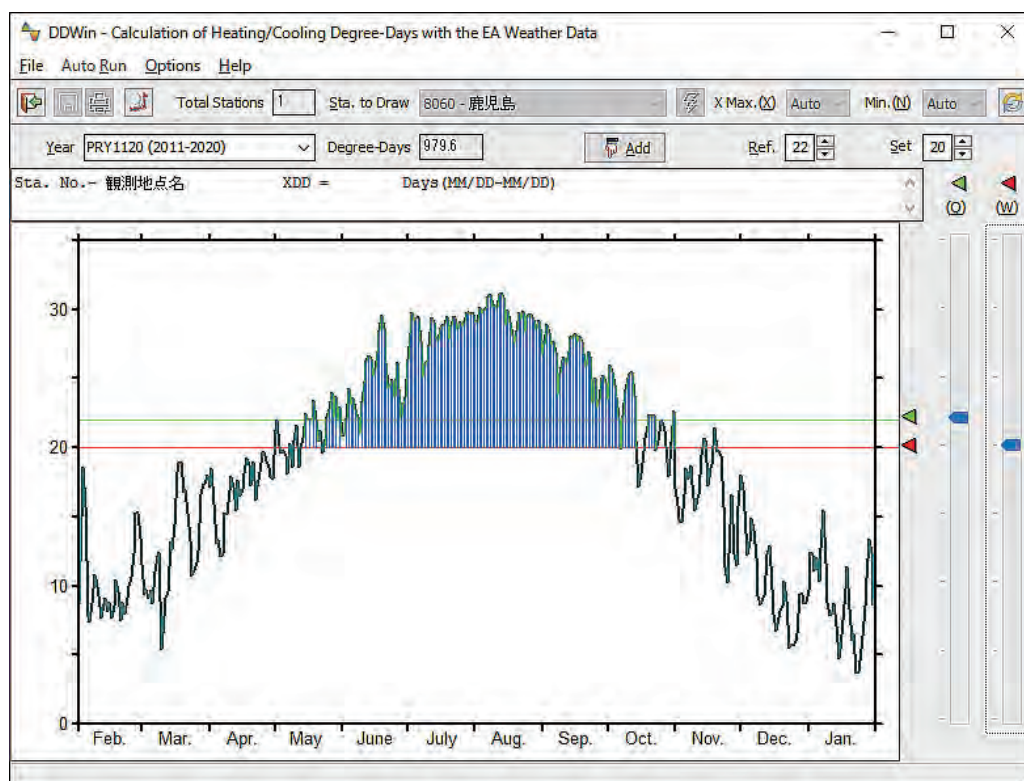 DDWin - Calculation of Heating/Cooling Degree-Days with the EA Weather Data
File Auto Run Options Help
Total Stations 1 Sta. to Draw 8060 - 鹿児島 X Max.(X) Auto Min.(N) Auto
Year PRY1120 (2011-2020) Degree-Days 979.6 Add Ref. 22 Set 20
Sta. No.- 観測地点名 XDD = Days(MM/DD-MM/DD)
(O) (W)
30
20
10
0
Feb. Mar. Apr. May June July Aug. Sep. Oct. Nov. Dec. Jan.